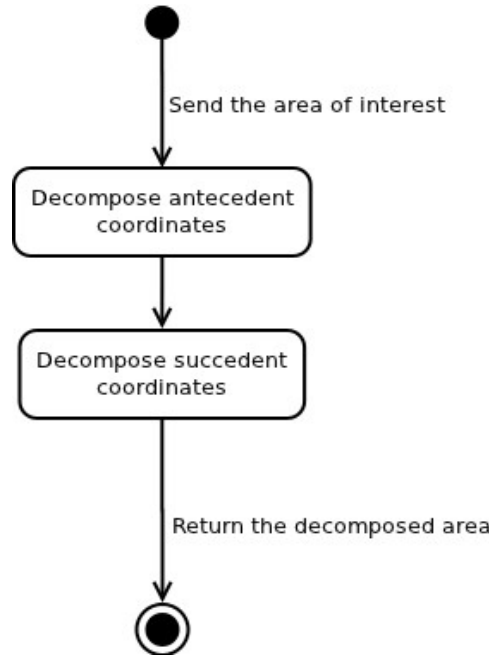 Send the area of interest
Decompose antecedent
coordinates
Decompose succedent
coordinates
Return the decomposed area